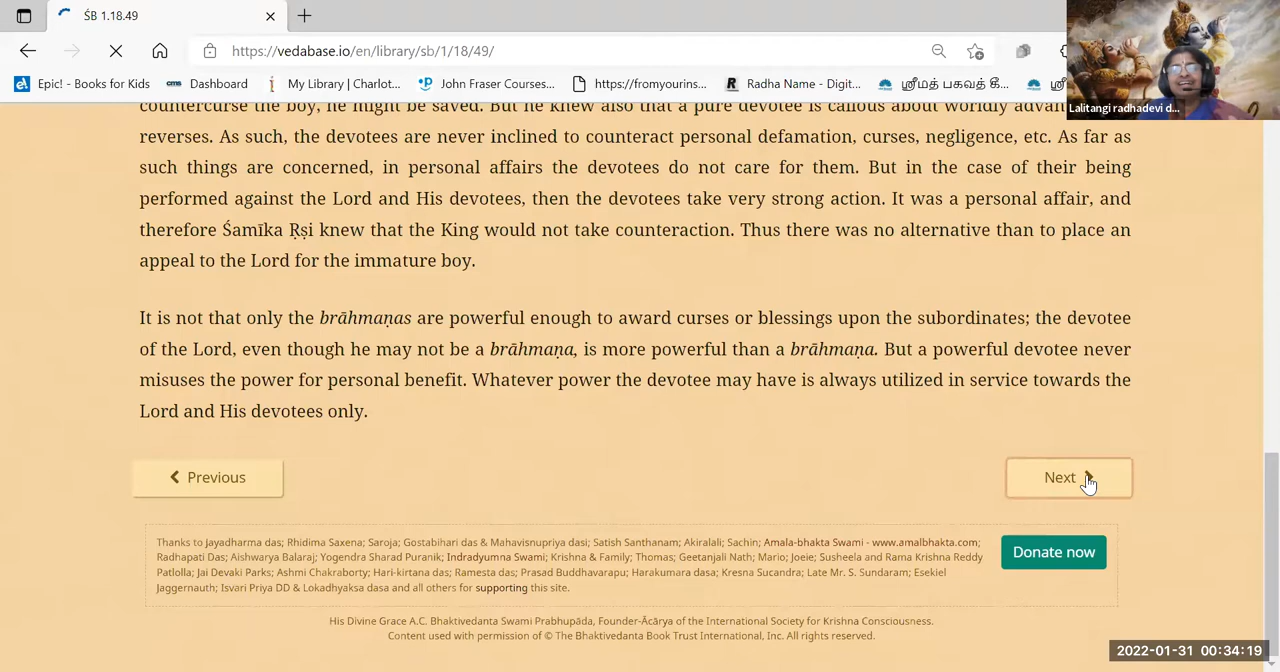 ŚB 1.18.49
https://vedabase.io/en/library/sb/1/18/49/
Epic! - Books for Kids
cms Dashboard
My Library | Charlot...
John Fraser Courses...
https://fromyourins...
R Radha Name - Digit...
ஸ்ரீமத் பகவத் கீ...
Lalitangi radhadevi d...
countercurse the boy, he might be saved. But he knew also that a pure devotee is callous about worldly advan
reverses. As such, the devotees are never inclined to counteract personal defamation, curses, negligence, etc. As far as
such things are concerned, in personal affairs the devotees do not care for them. But in the case of their being
performed against the Lord and His devotees, then the devotees take very strong action. It was a personal affair, and
therefore Śamīka Ṛṣi knew that the King would not take counteraction. Thus there was no alternative than to place an
appeal to the Lord for the immature boy.
It is not that only the brāhmaṇas are powerful enough to award curses or blessings upon the subordinates; the devotee
of the Lord, even though he may not be a brāhmaṇa, is more powerful than a brāhmaṇa. But a powerful devotee never
misuses the power for personal benefit. Whatever power the devotee may have is always utilized in service towards the
Lord and His devotees only.
Previous
Next
Thanks to Jayadharma das; Rhidima Saxena; Saroja; Gostabihari das & Mahavisnupriya dasi; Satish Santhanam; Akiralali; Sachin; Amala-bhakta Swami - www.amalbhakta.com;
Radhapati Das; Aishwarya Balaraj; Yogendra Sharad Puranik; Indradyumna Swami; Krishna & Family; Thomas; Geetanjali Nath; Mario; Joeie; Susheela and Rama Krishna Reddy
Patlolla; Jai Devaki Parks; Ashmi Chakraborty; Hari-kirtana das; Ramesta das; Prasad Buddhavarapu; Harakumara dasa; Kresna Sucandra; Late Mr. S. Sundaram; Esekiel
Jaggernauth; Isvari Priya DD & Lokadhyaksa dasa and all others for supporting this site.
Donate now
His Divine Grace A.C. Bhaktivedanta Swami Prabhupāda, Founder-Ācārya of the International Society for Krishna Consciousness.
Content used with permission of © The Bhaktivedanta Book Trust International, Inc. All rights reserved.
2022-01-31 00:34:19